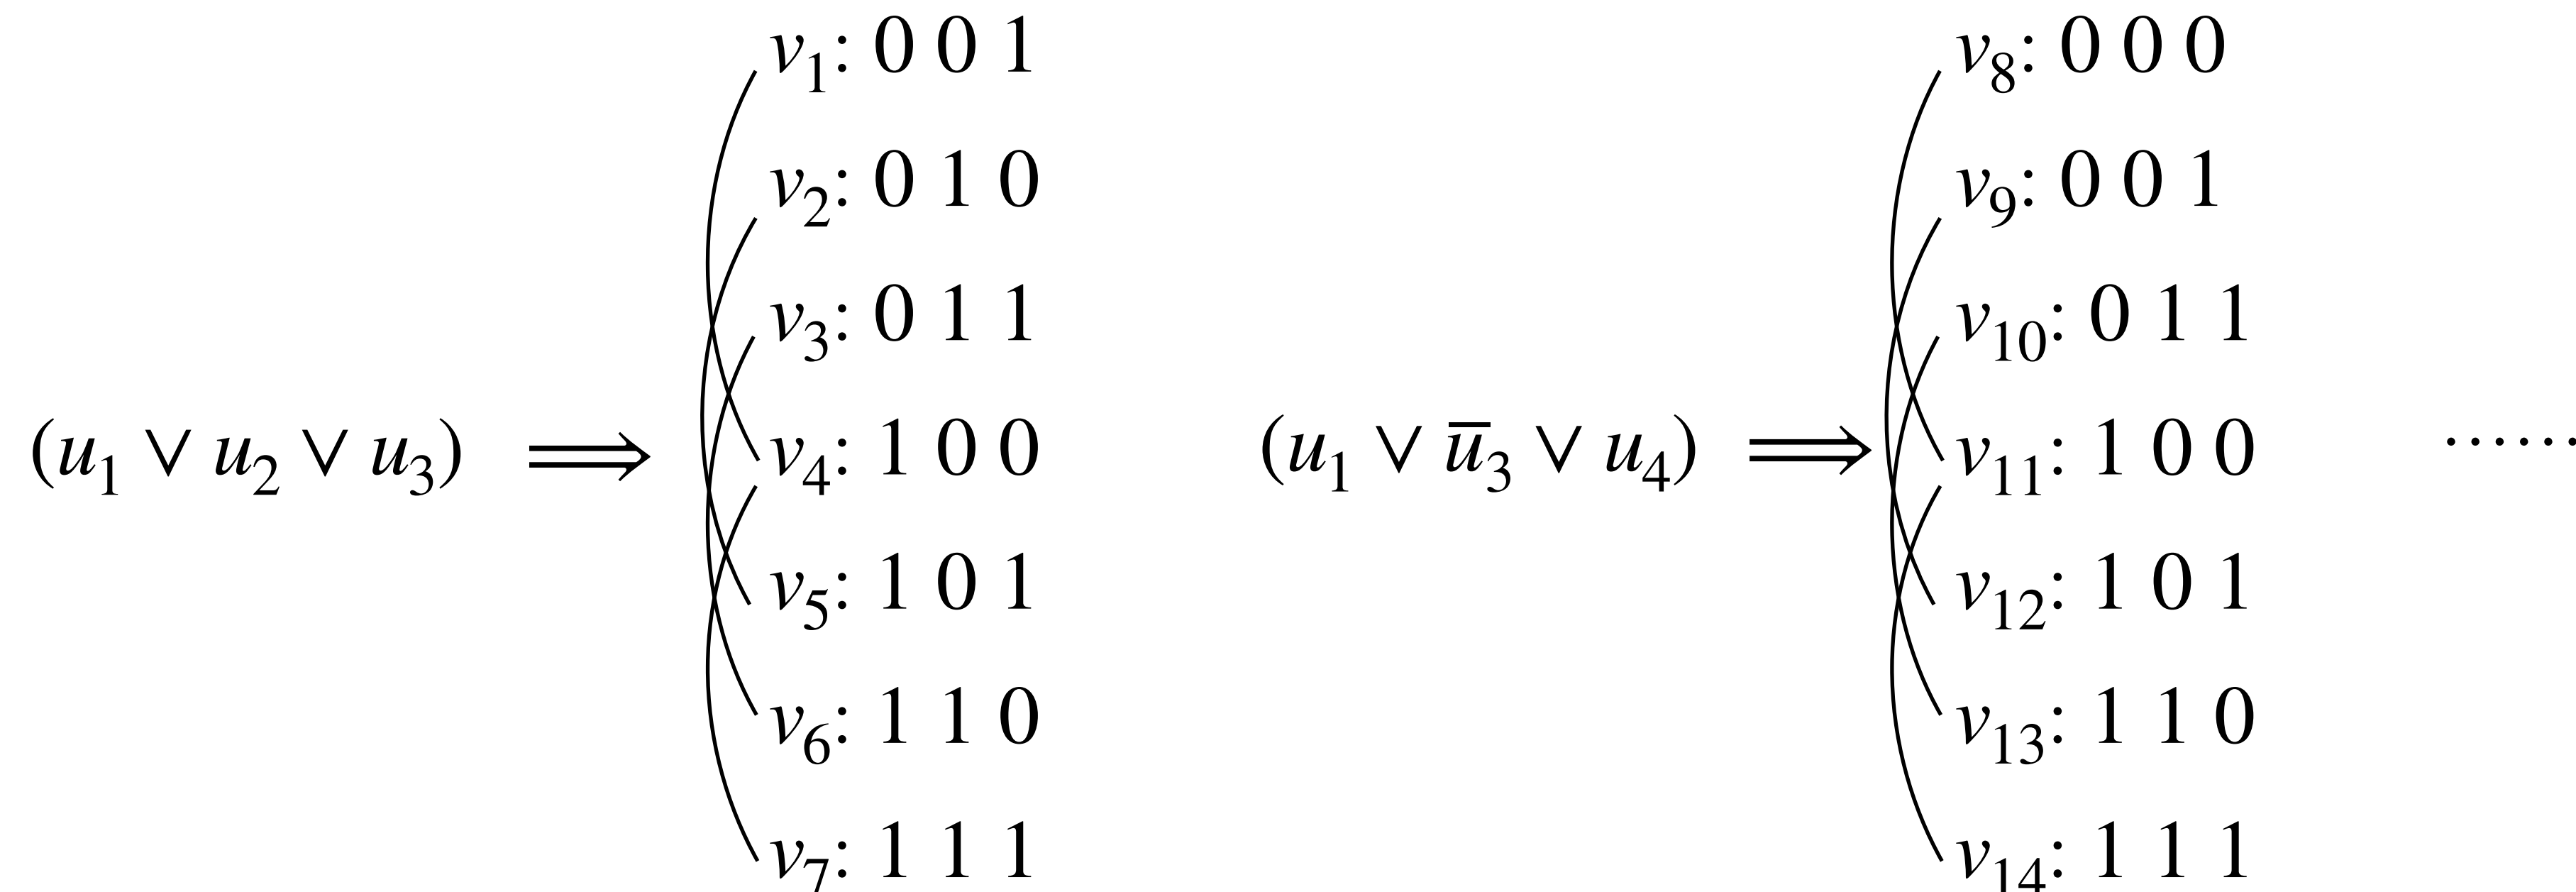 v₁: 0 0 1
v₂: 0 1 0
v₃: 0 1 1
(u₁ ∨ u₂ ∨ u₃) ⟹ v₄: 1 0 0
v₅: 1 0 1
v₆: 1 1 0
v₇: 1 1 1
v₈: 0 0 0
v₉: 0 0 1
v₁₀: 0 1 1
(u₁ ∨ u̅₃ ∨ u₄) ⟹ v₁₁: 1 0 0 ......
v₁₂: 1 0 1
v₁₃: 1 1 0
v₁₄: 1 1 1